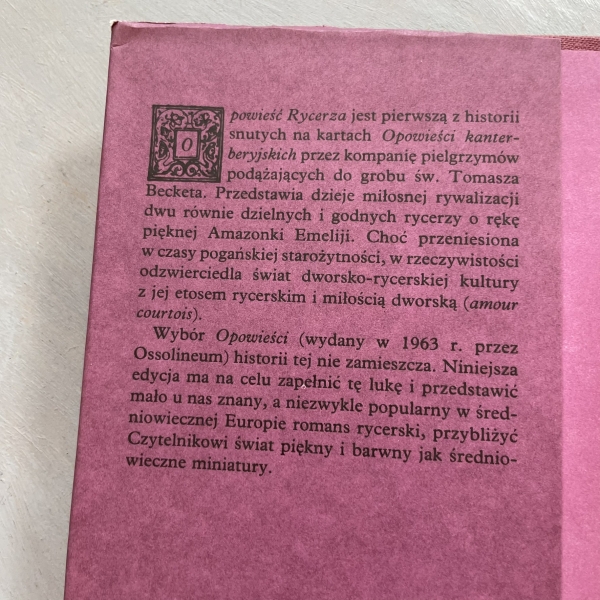 Opowieść Rycerza jest pierwszą z historii
snutych na kartach Opowieści kanter-
beryjskich przez kompanię pielgrzymów
podążających do grobu św. Tomasza
Becketa. Przedstawia dzieje miłosnej rywalizacji
dwu równie dzielnych i godnych rycerzy o rękę
pięknej Amazonki Emeliji. Choć przeniesiona
w czasy pogańskiej starożytności, w rzeczywistości
odzwierciedla świat dworsko-rycerskiej kultury
z jej etosem rycerskim i miłością dworską (amour
courtois).
Wybór Opowieści (wydany w 1963 r. przez
Ossolineum) historii tej nie zamieszcza. Niniejsza
edycja ma na celu zapełnić tę lukę i przedstawić
mało u nas znany, a niezwykle popularny w śred-
niowiecznej Europie romans rycerski, przybliżyć
Czytelnikowi świat piękny i barwny jak średnio-
wieczne miniatury.